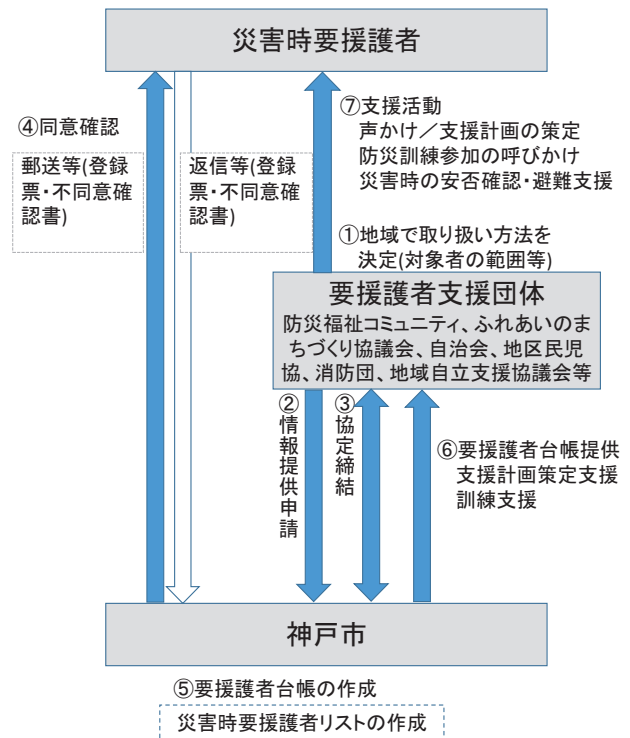 災害時要援護者
④同意確認
郵送等(登録
票・不同意確
認書)
返信等(登録
票・不同意確
認書)
⑦支援活動
声かけ／支援計画の策定
防災訓練参加の呼びかけ
災害時の安否確認・避難支援
①地域で取り扱い方法を
決定(対象者の範囲等)
要援護者支援団体
防災福祉コミュニティ、ふれあいのま
ちづくり協議会、自治会、地区民児
協、消防団、地域自立支援協議会等
②情報提供申請
③協定締結
⑥要援護者台帳提供
支援計画策定支援
訓練支援
神戸市
⑤要援護者台帳の作成
災害時要援護者リストの作成